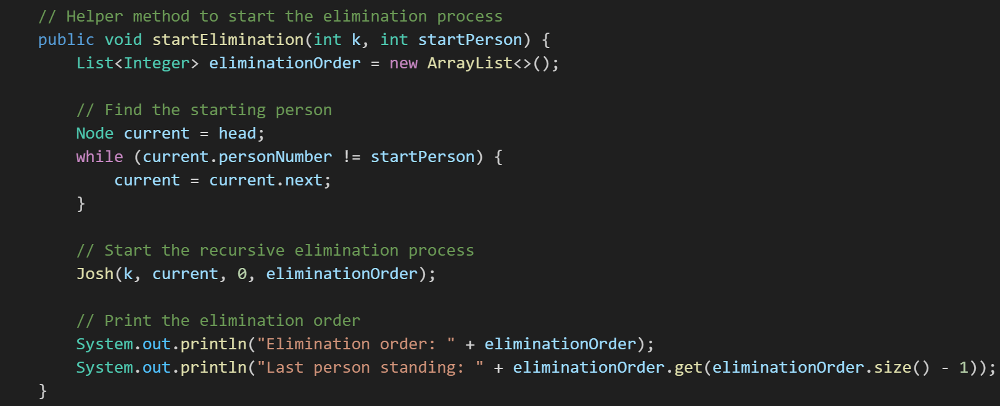 // Helper method to start the elimination process
public void startElimination(int k, int startPerson) {
    List<Integer> eliminationOrder = new ArrayList<>();

    // Find the starting person
    Node current = head;
    while (current.personNumber != startPerson) {
        current = current.next;
    }

    // Start the recursive elimination process
    Josh(k, current, 0, eliminationOrder);

    // Print the elimination order
    System.out.println("Elimination order: " + eliminationOrder);
    System.out.println("Last person standing: " + eliminationOrder.get(eliminationOrder.size() - 1));
}